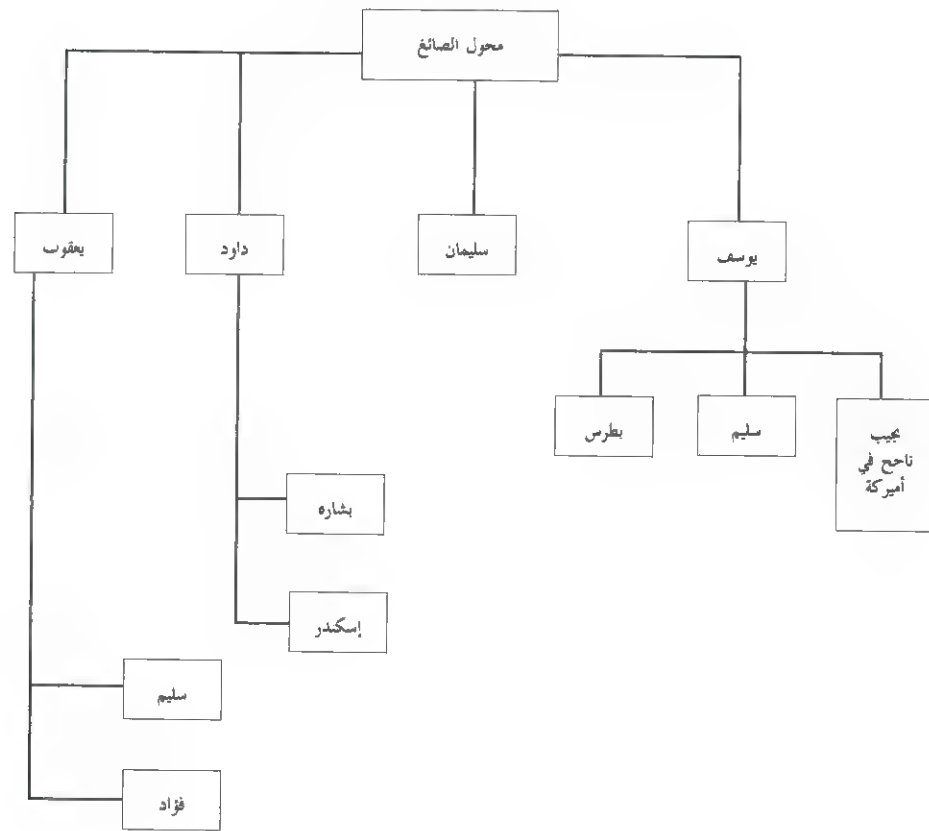 محول الصائغ
يوسف
سليمان
داود
يعقوب
نجيب
ناجح في
أميركة
سليم
بطرس
بشاره
إسكندر
سليم
فؤاد